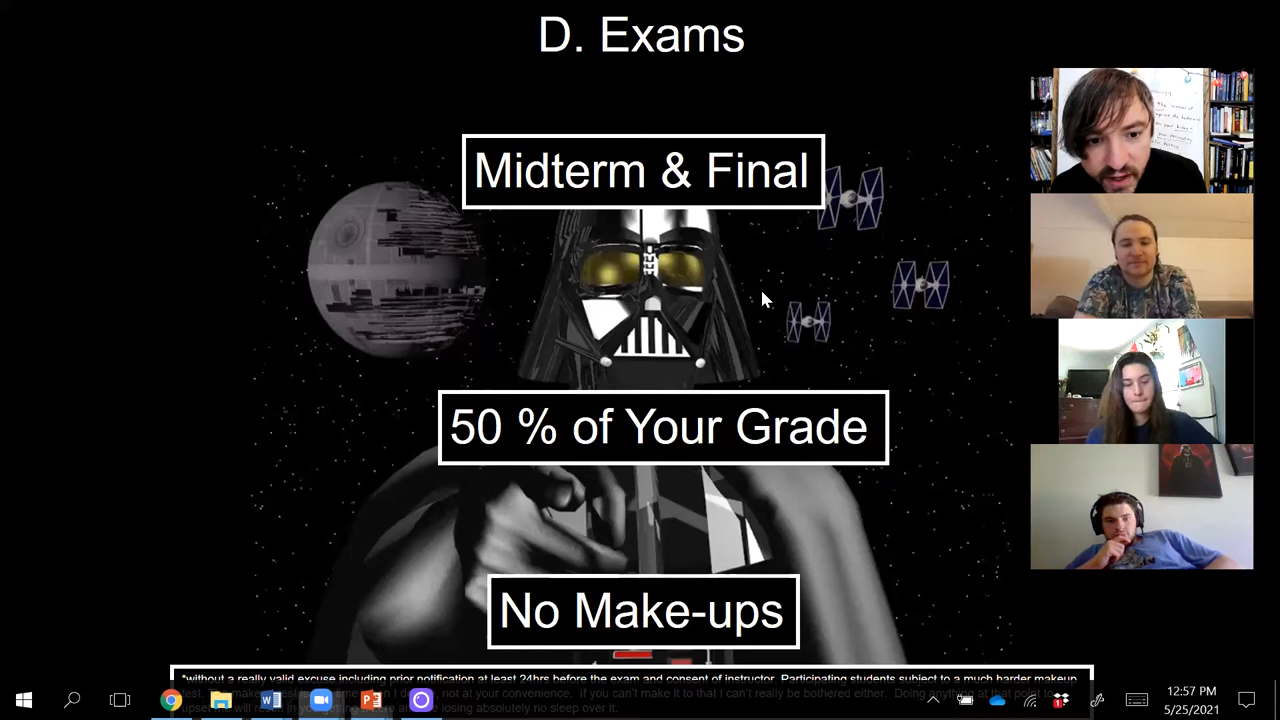 D. Exams
Midterm & Final
50 % of Your Grade
No Make-ups
*without a really valid excuse including prior notification at least 24hrs before the exam and consent of instructor. Participating students subject to a much harder makeup
not at your convenience. If you can't make it to that I can't really be bothered either. Doing anything at that point to
losing absolutely no sleep over it.
12:57 PM
5/25/2021